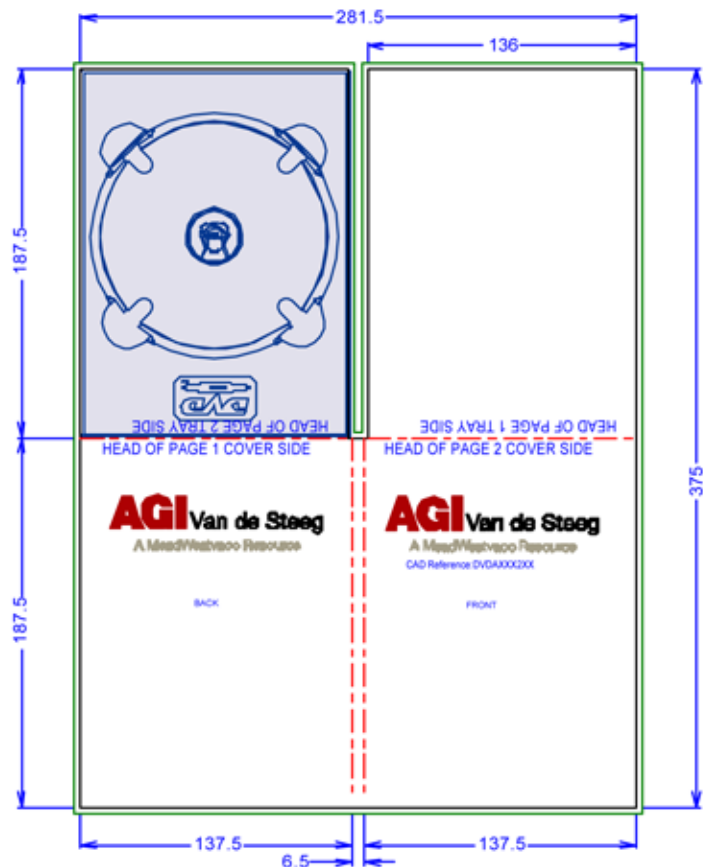 281.5
136
187.5
DVD
HEAD OF PAGE 2 TRAY SIDE
HEAD OF PAGE 1 TRAY SIDE
HEAD OF PAGE 1 COVER SIDE
HEAD OF PAGE 2 COVER SIDE
375
AGI Van de Steeg
A MeadWestvaco Resource
AGI Van de Steeg
A MeadWestvaco Resource
CAD Reference:DVDAXXX2XX
BACK
FRONT
187.5
137.5
137.5
6.5